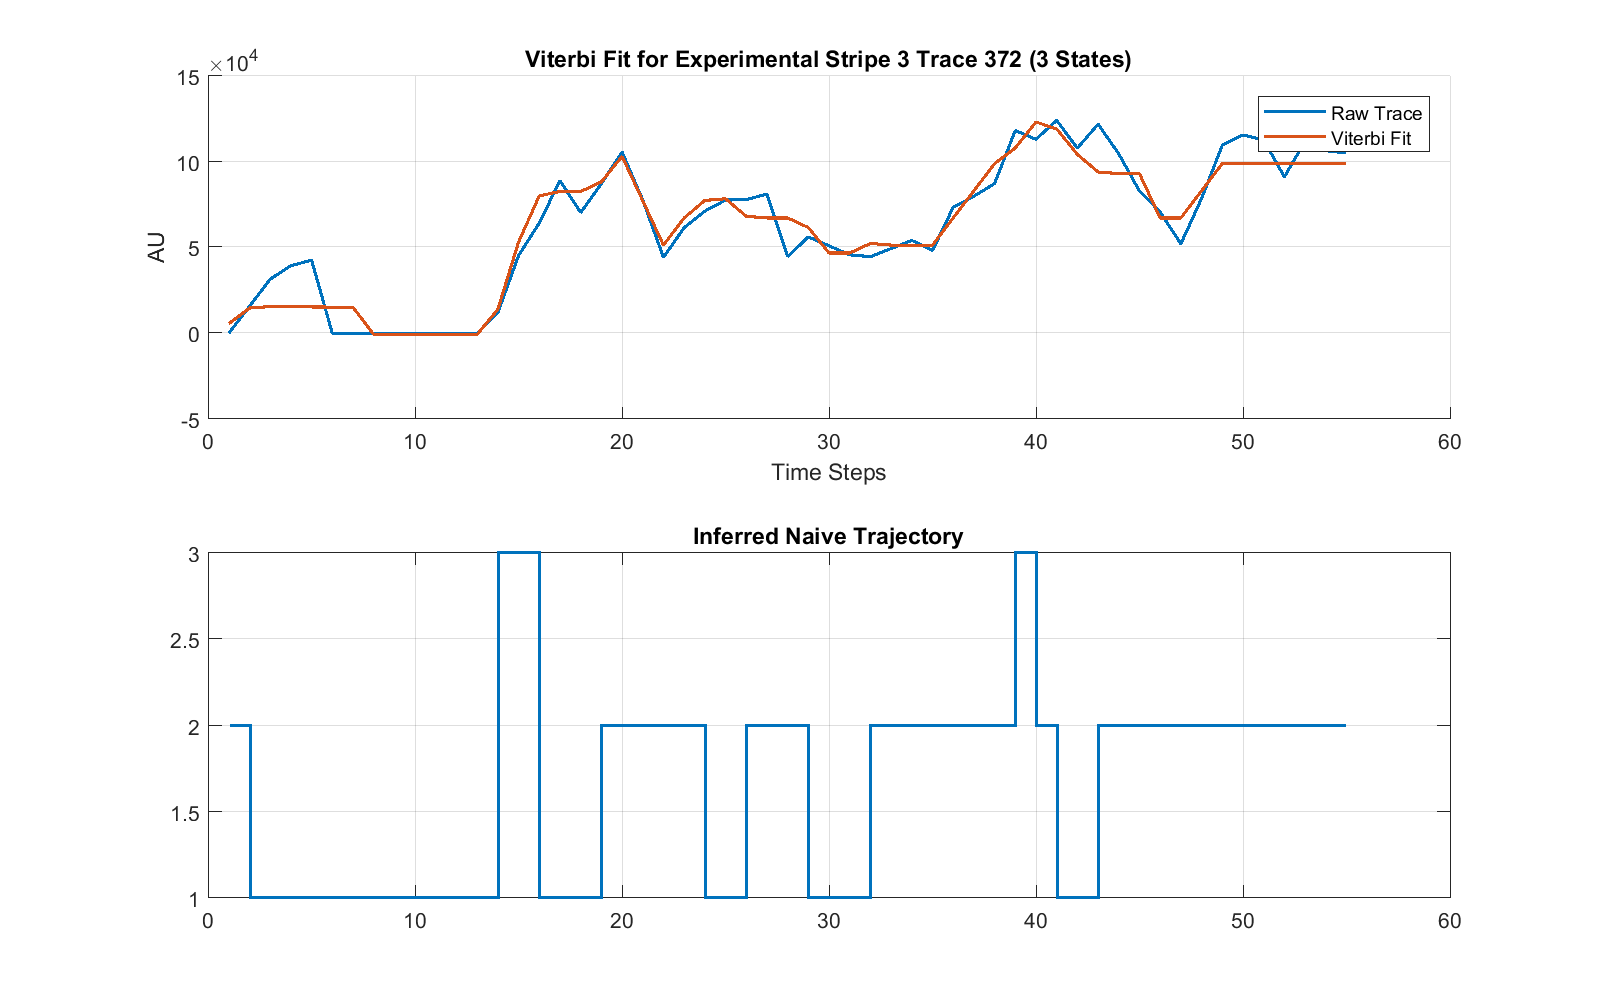 Viterbi Fit for Experimental Stripe 3 Trace 372 (3 States)
×10⁴
15
10
5
0
-5
AU
Raw Trace
Viterbi Fit
0 10 20 30 40 50 60
Time Steps
Inferred Naive Trajectory
3
2.5
2
1.5
1
0 10 20 30 40 50 60